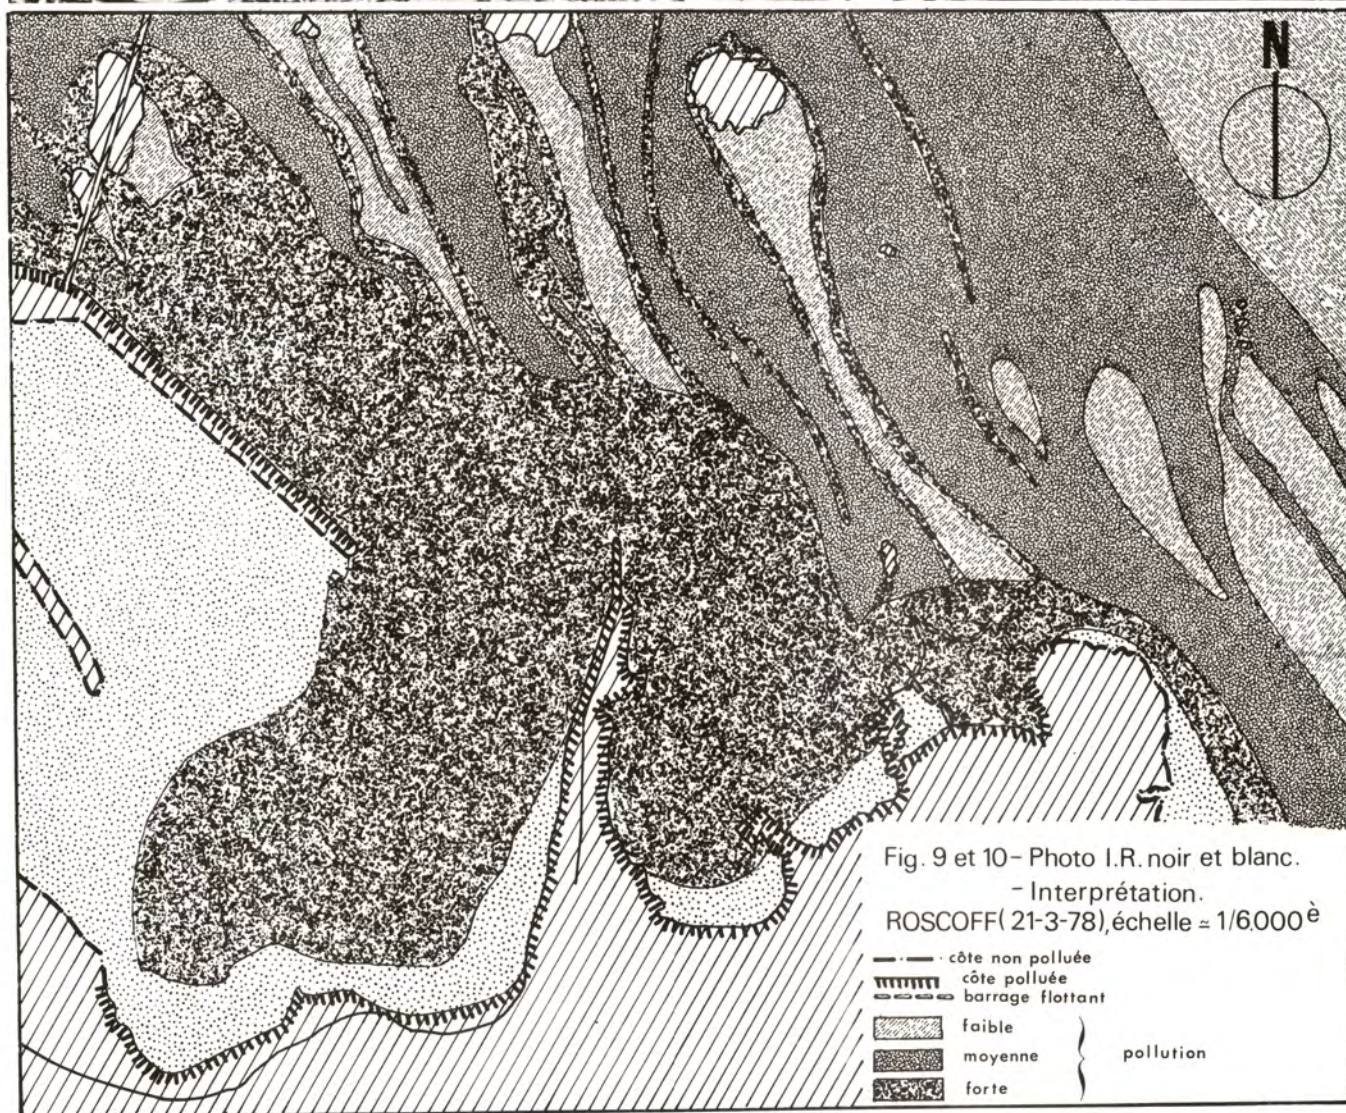 N
Fig. 9 et 10 – Photo I.R. noir et blanc.
– Interprétation.
ROSCOFF ( 21-3-78 ), échelle ≃ 1/6.000 è
côte non polluée
côte polluée
barrage flottant
faible
moyenne
forte
pollution